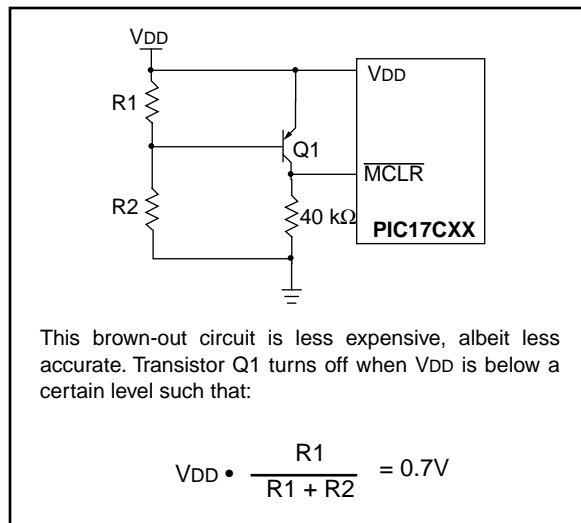 VDD
R1
VDD
Q1
MCLR
R2
40 kΩ
PIC17CXX
This brown-out circuit is less expensive, albeit less
accurate. Transistor Q1 turns off when VDD is below a
certain level such that:
VDD • R1 / R1 + R2 = 0.7V